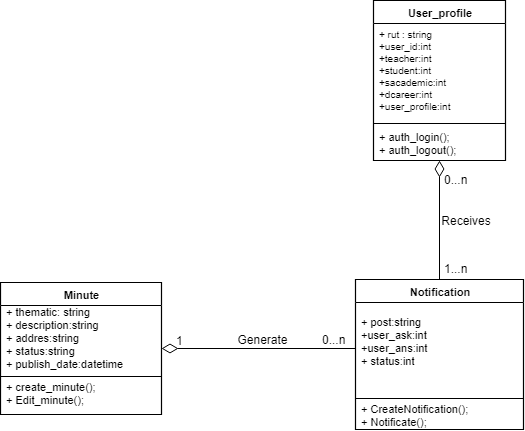 User_profile
+ rut : string
+user_id:int
+teacher:int
+student:int
+sacademic:int
+dcareer:int
+user_profile:int
+ auth_login();
+ auth_logout();
0...n
Receives
1...n
Minute
+ thematic: string
+ description:string
+ addres:string
+ status:string
+ publish_date:datetime
+ create_minute();
+ Edit_minute();
1
Generate
0...n
Notification
+ post:string
+user_ask:int
+user_ans:int
+ status:int
+ CreateNotification();
+ Notificate();